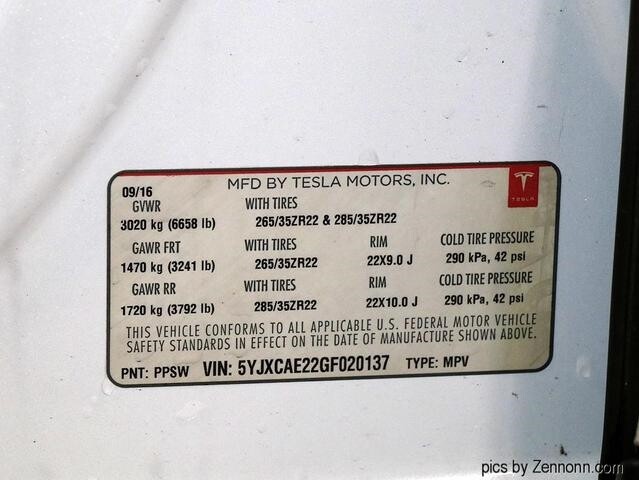 09/16 MFD BY TESLA MOTORS, INC.
TESLA
GVWR WITH TIRES
3020 kg (6658 lb) 265/35ZR22 & 285/35ZR22
GAWR FRT WITH TIRES RIM COLD TIRE PRESSURE
1470 kg (3241 lb) 265/35ZR22 22X9.0 J 290 kPa, 42 psi
GAWR RR WITH TIRES RIM COLD TIRE PRESSURE
1720 kg (3792 lb) 285/35ZR22 22X10.0 J 290 kPa, 42 psi
THIS VEHICLE CONFORMS TO ALL APPLICABLE U.S. FEDERAL MOTOR VEHICLE
SAFETY STANDARDS IN EFFECT ON THE DATE OF MANUFACTURE SHOWN ABOVE.
PNT: PPSW VIN: 5YJXCAE22GF020137 TYPE: MPV
pics by Zennonn.com